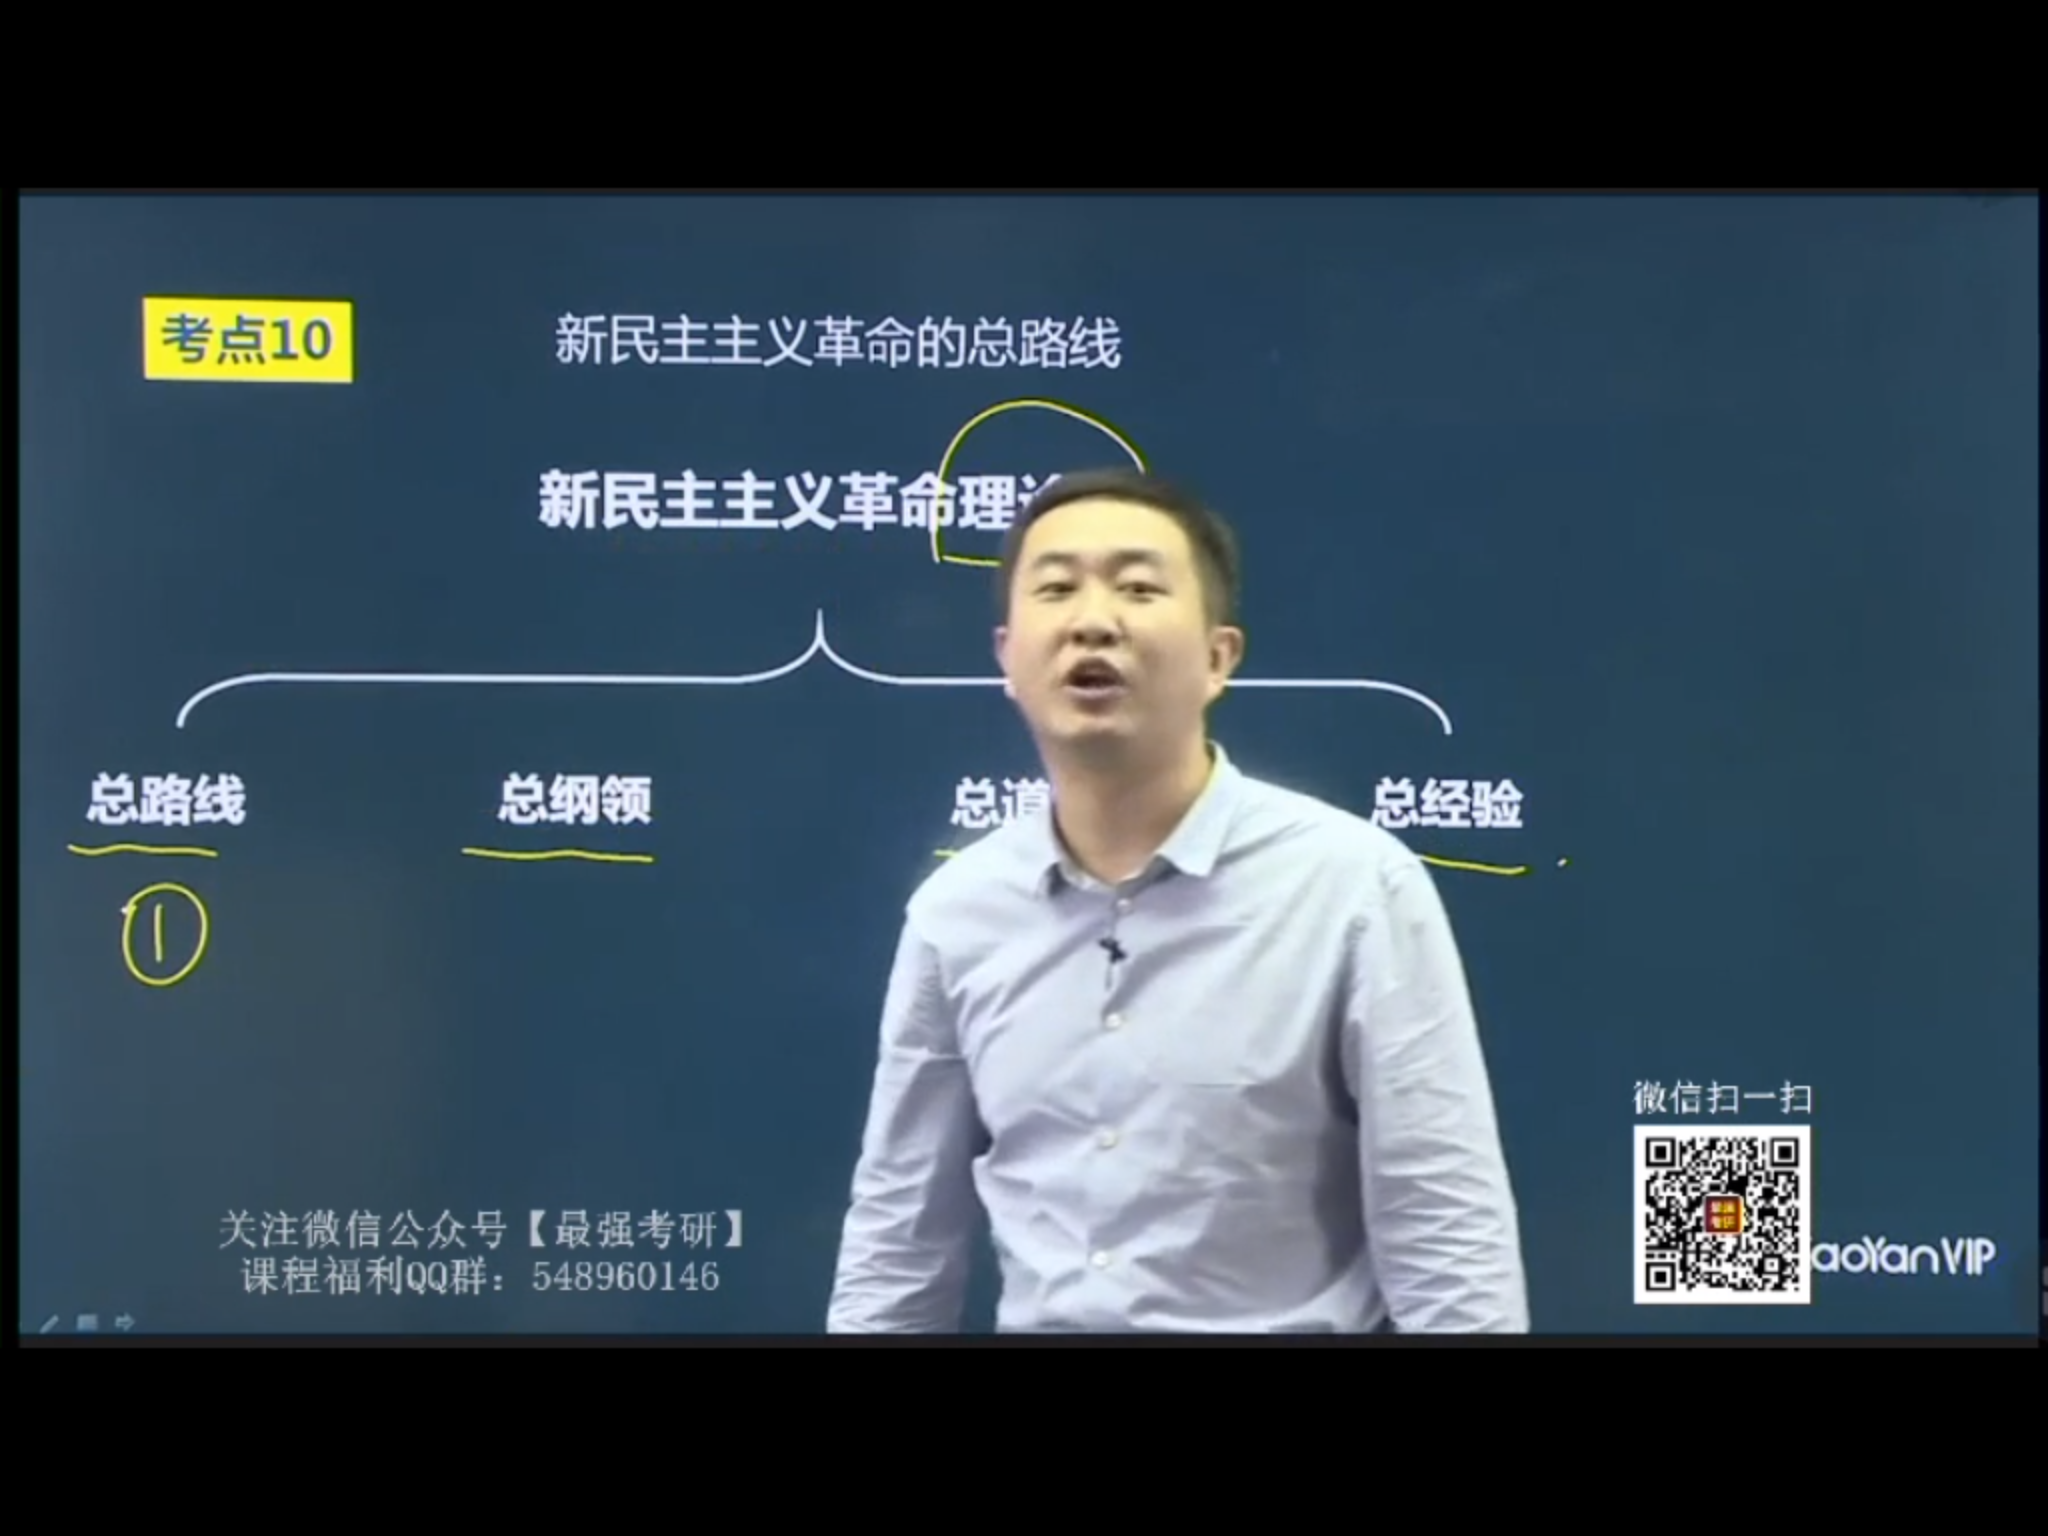 考点10
新民主主义革命的总路线
新民主主义革命理
总路线 总纲领 总道 总经验
①
微信扫一扫
关注微信公众号【最强考研】
课程福利QQ群：548960146
aoYanVIP